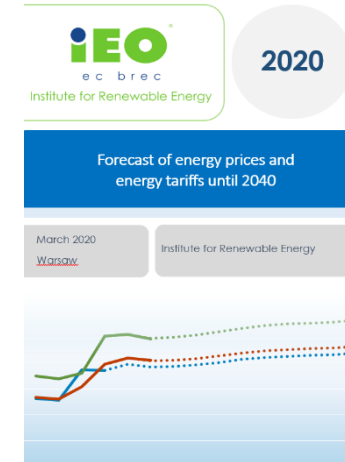 iEO
2020
ec brec
Institute for Renewable Energy
Forecast of energy prices and
energy tariffs until 2040
March 2020
Warsaw
Institute for Renewable Energy